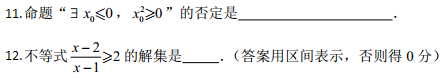 11.命题“∃ x₀⩽0，x₀²⩾0”的否定是____________________.
12.不等式 (x-2)/(x-1) ⩾2 的解集是_____.（答案用区间表示，否则得 0 分）